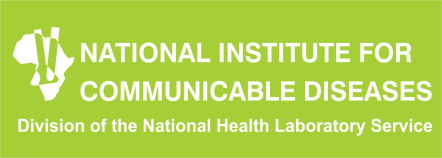 NATIONAL INSTITUTE FOR
COMMUNICABLE DISEASES
Division of the National Health Laboratory Service